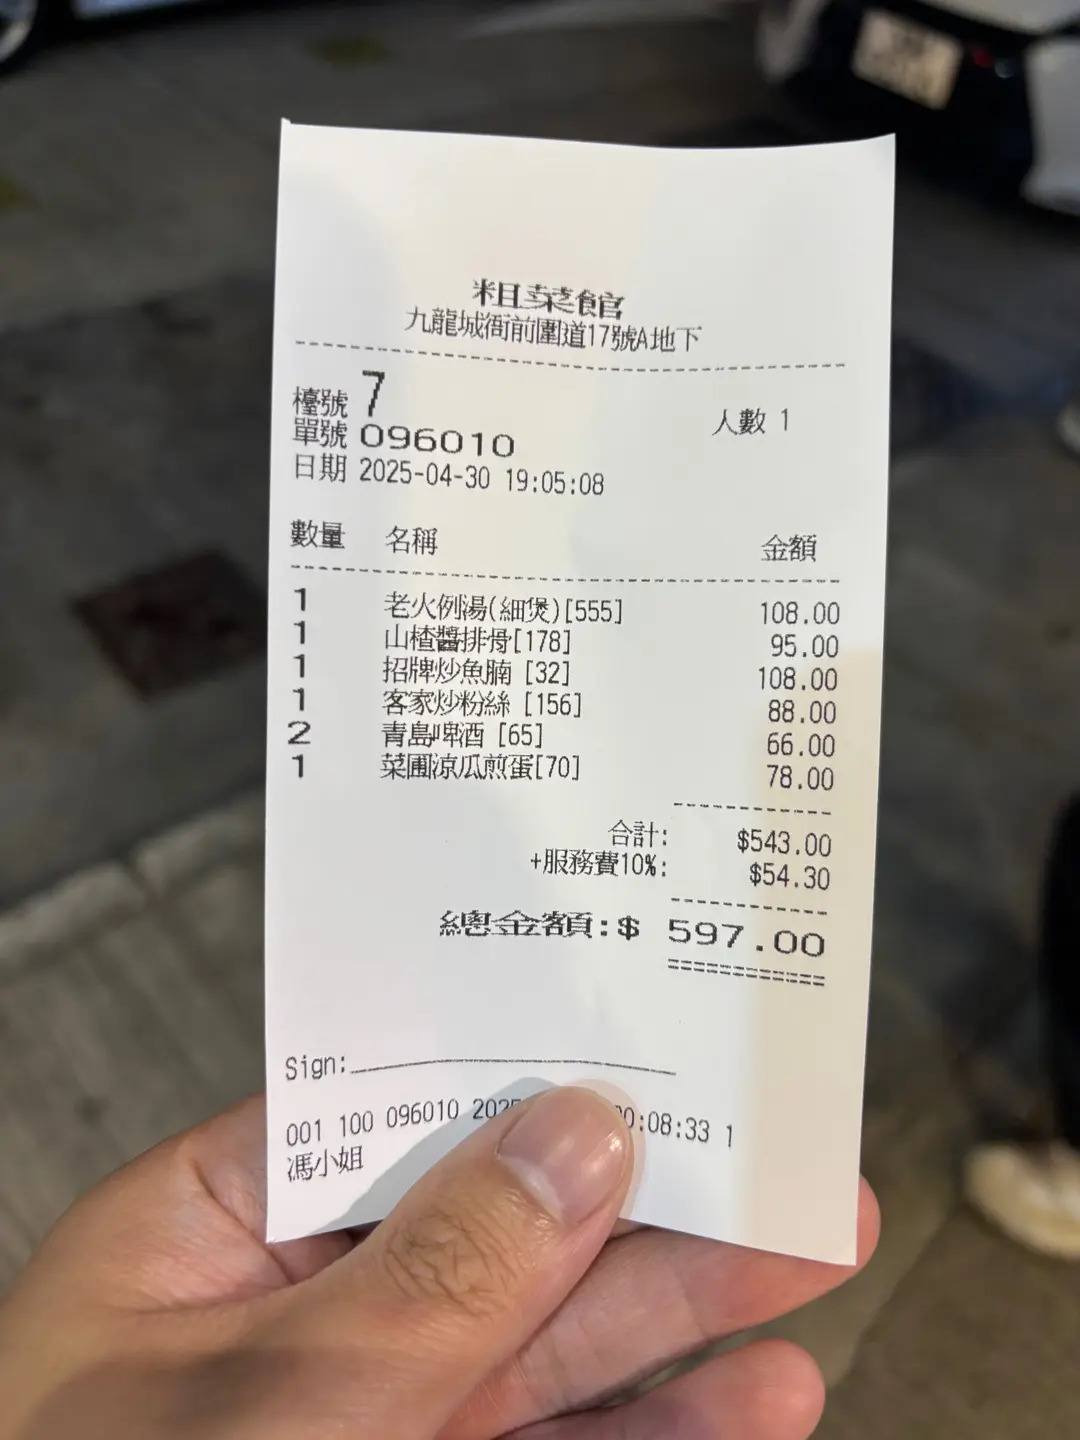 粗菜館
九龍城衙前圍道17號A地下
檯號 7
人數 1
單號 096010
日期 2025-04-30 19:05:08
數量 名稱 金額
1 老火例湯(細煲)[555] 108.00
1 山楂醬排骨[178] 95.00
1 招牌炒魚腩 [32] 108.00
1 客家炒粉絲 [156] 88.00
2 青島啤酒 [65] 66.00
1 菜圃涼瓜煎蛋[70] 78.00
合計: $543.00
+服務費10%: $54.30
總金額:$ 597.00
Sign:
001 100 096010 202 0:08:33 1
馮小姐